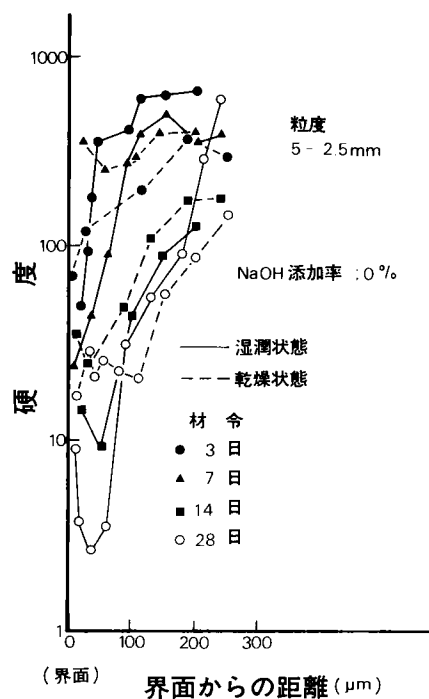 1000
100
10
1
硬度
粒度
5 - 2.5mm
NaOH 添加率 : 0 %
湿潤状態
乾燥状態
材 令
3 日
7 日
14 日
28 日
0 100 200 300
(界面)
界面からの距離 (μm)